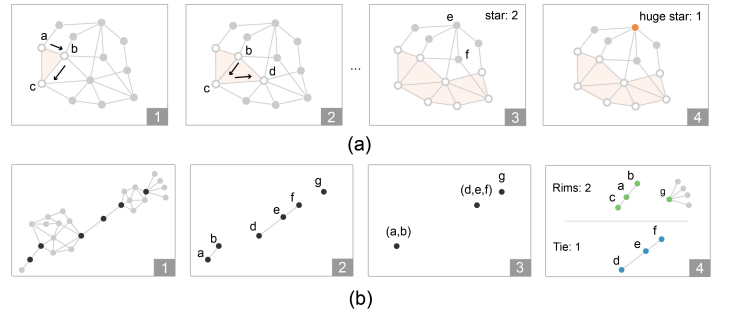 a b c 1
b c d 2
...
e star: 2 f 3
huge star: 1 4
(a)
1
g f e d b a 2
g (d,e,f) (a,b) 3
Rims: 2 b a c g
Tie: 1 f e d 4
(b)